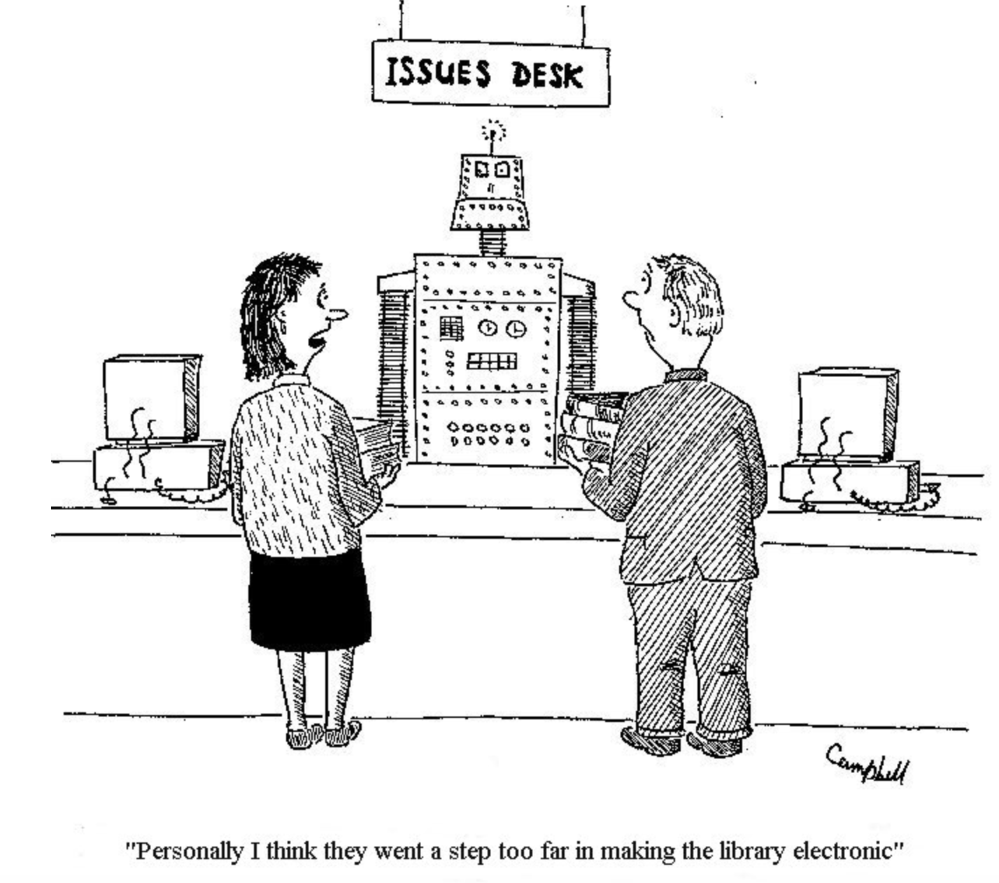 ISSUES DESK
Campbell
"Personally I think they went a step too far in making the library electronic"